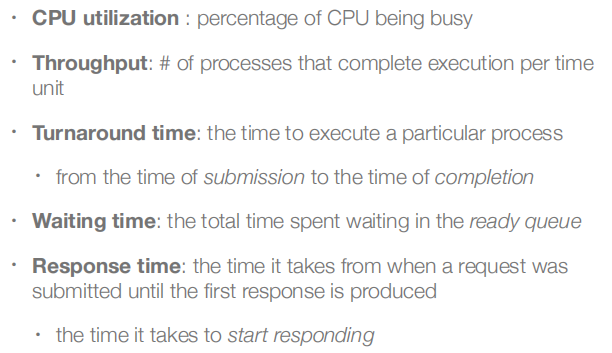 • CPU utilization : percentage of CPU being busy
• Throughput: # of processes that complete execution per time
unit
• Turnaround time: the time to execute a particular process
• from the time of submission to the time of completion
• Waiting time: the total time spent waiting in the ready queue
• Response time: the time it takes from when a request was
submitted until the first response is produced
• the time it takes to start responding